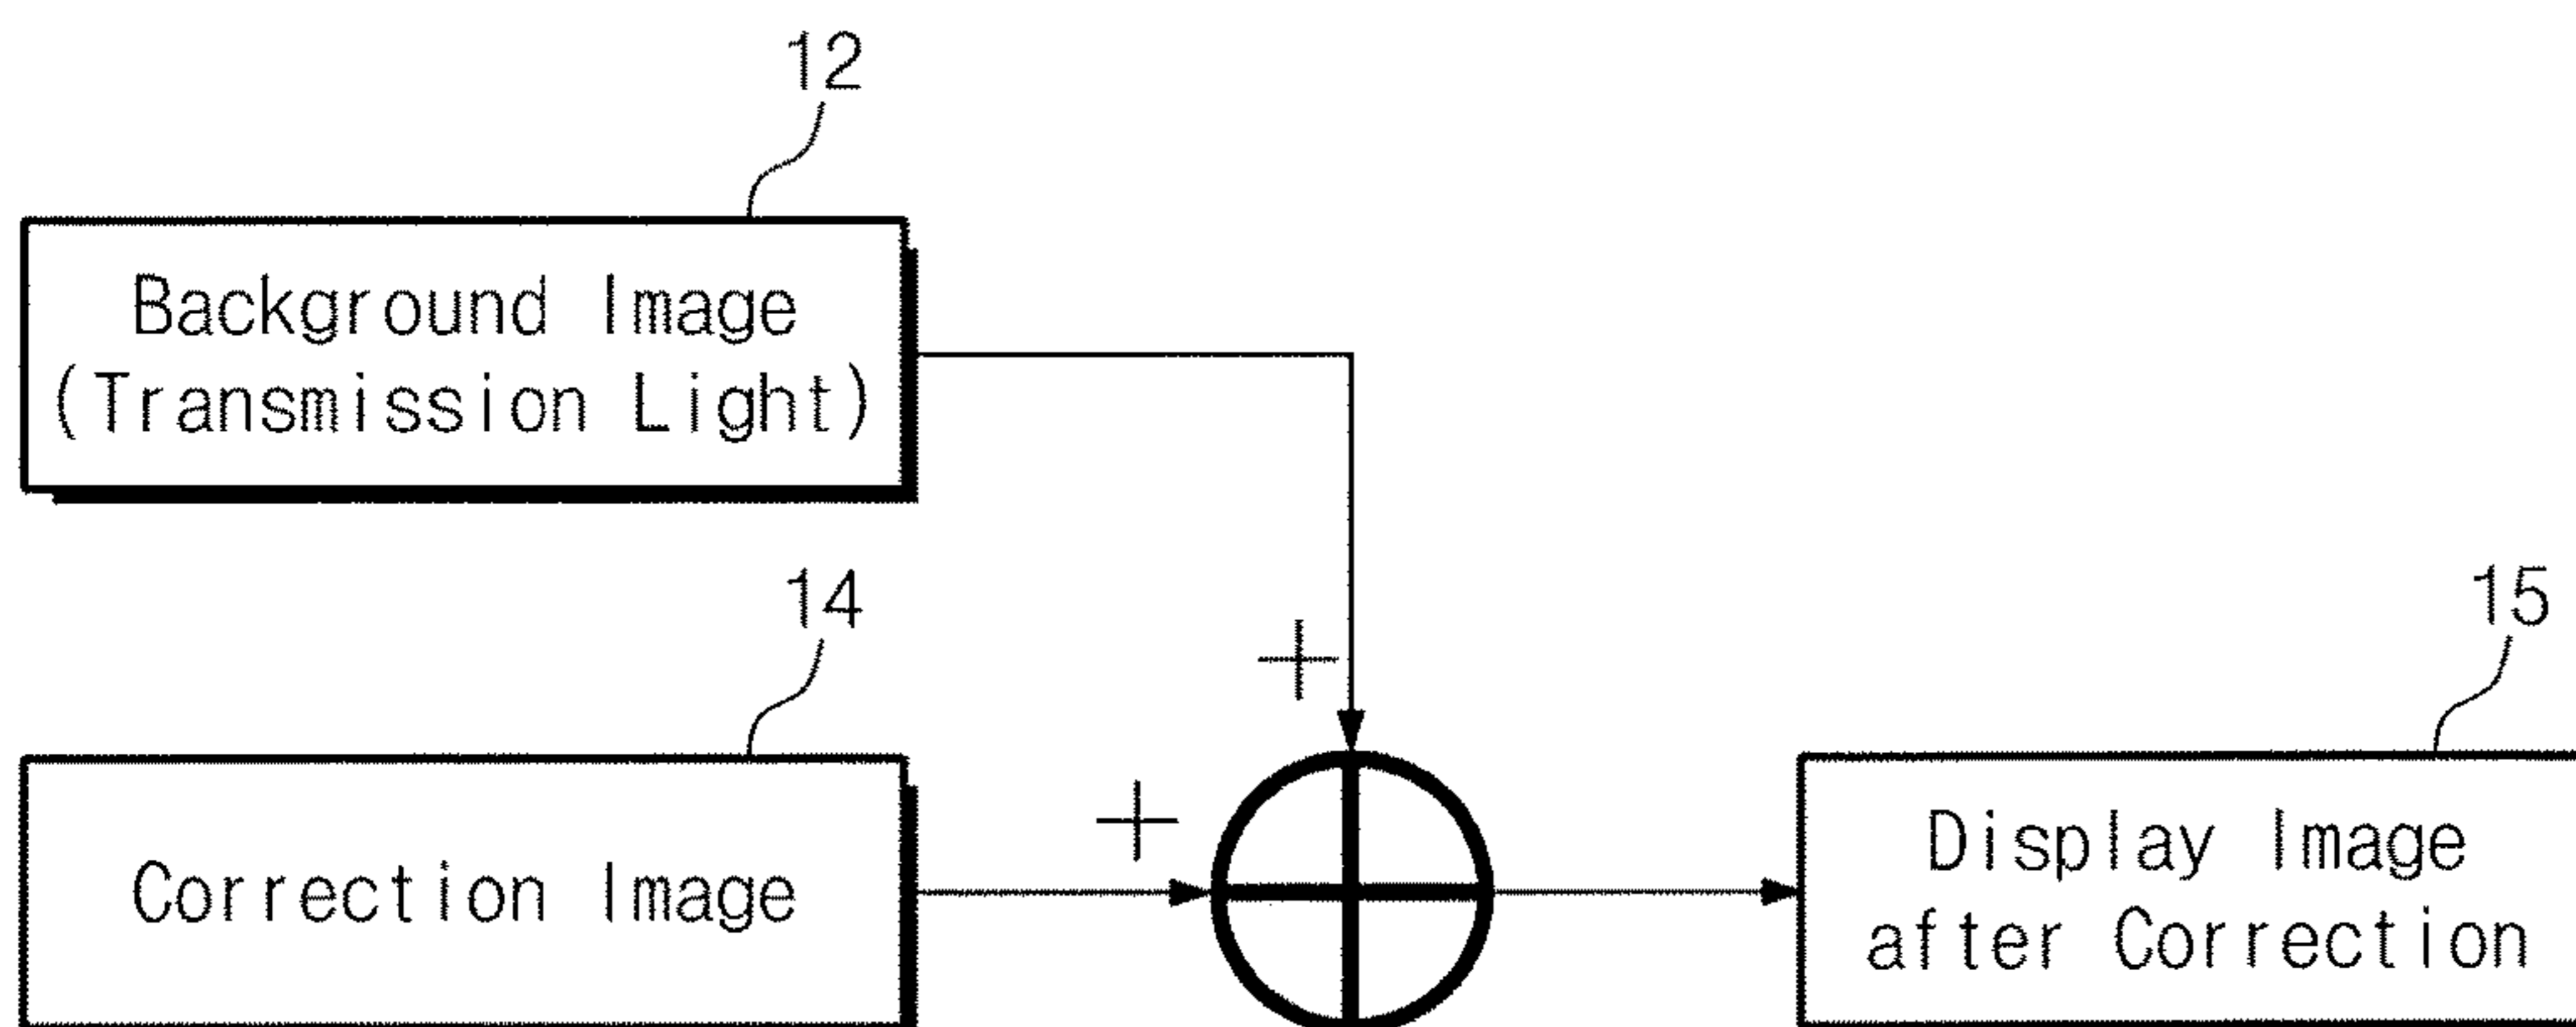 12
Background Image
(Transmission Light)
14
15
+
+
Correction Image
Display Image
after Correction